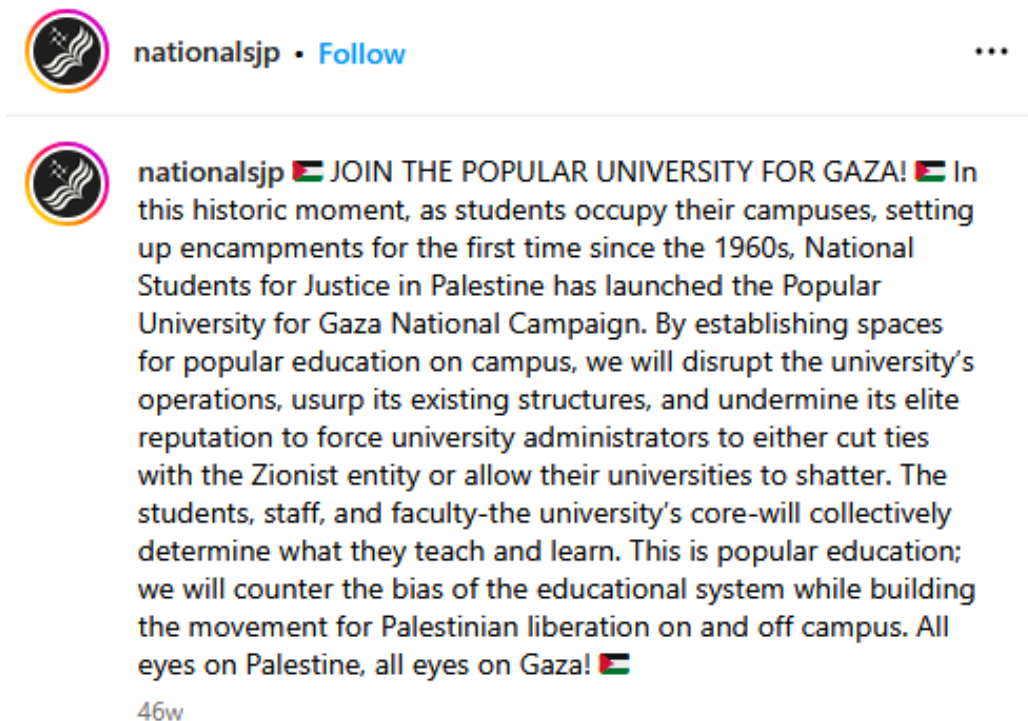 nationalsjp • Follow
nationalsjp 🇵🇸 JOIN THE POPULAR UNIVERSITY FOR GAZA! 🇵🇸 In
this historic moment, as students occupy their campuses, setting
up encampments for the first time since the 1960s, National
Students for Justice in Palestine has launched the Popular
University for Gaza National Campaign. By establishing spaces
for popular education on campus, we will disrupt the university’s
operations, usurp its existing structures, and undermine its elite
reputation to force university administrators to either cut ties
with the Zionist entity or allow their universities to shatter. The
students, staff, and faculty-the university’s core-will collectively
determine what they teach and learn. This is popular education;
we will counter the bias of the educational system while building
the movement for Palestinian liberation on and off campus. All
eyes on Palestine, all eyes on Gaza! 🇵🇸
46w